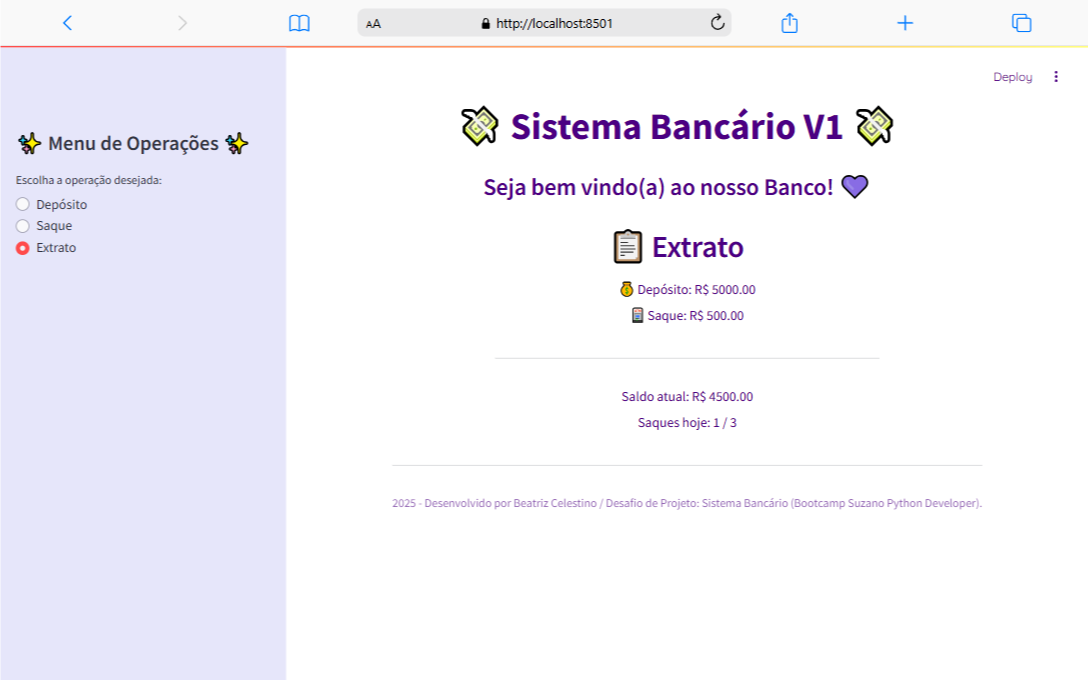 AA http://localhost:8501
Deploy
Menu de Operações
Escolha a operação desejada:
Depósito
Saque
Extrato
Sistema Bancário V1
Seja bem vindo(a) ao nosso Banco!
Extrato
Depósito: R$ 5000.00
Saque: R$ 500.00
Saldo atual: R$ 4500.00
Saques hoje: 1 / 3
2025 - Desenvolvido por Beatriz Celestino / Desafio de Projeto: Sistema Bancário (Bootcamp Suzano Python Developer).